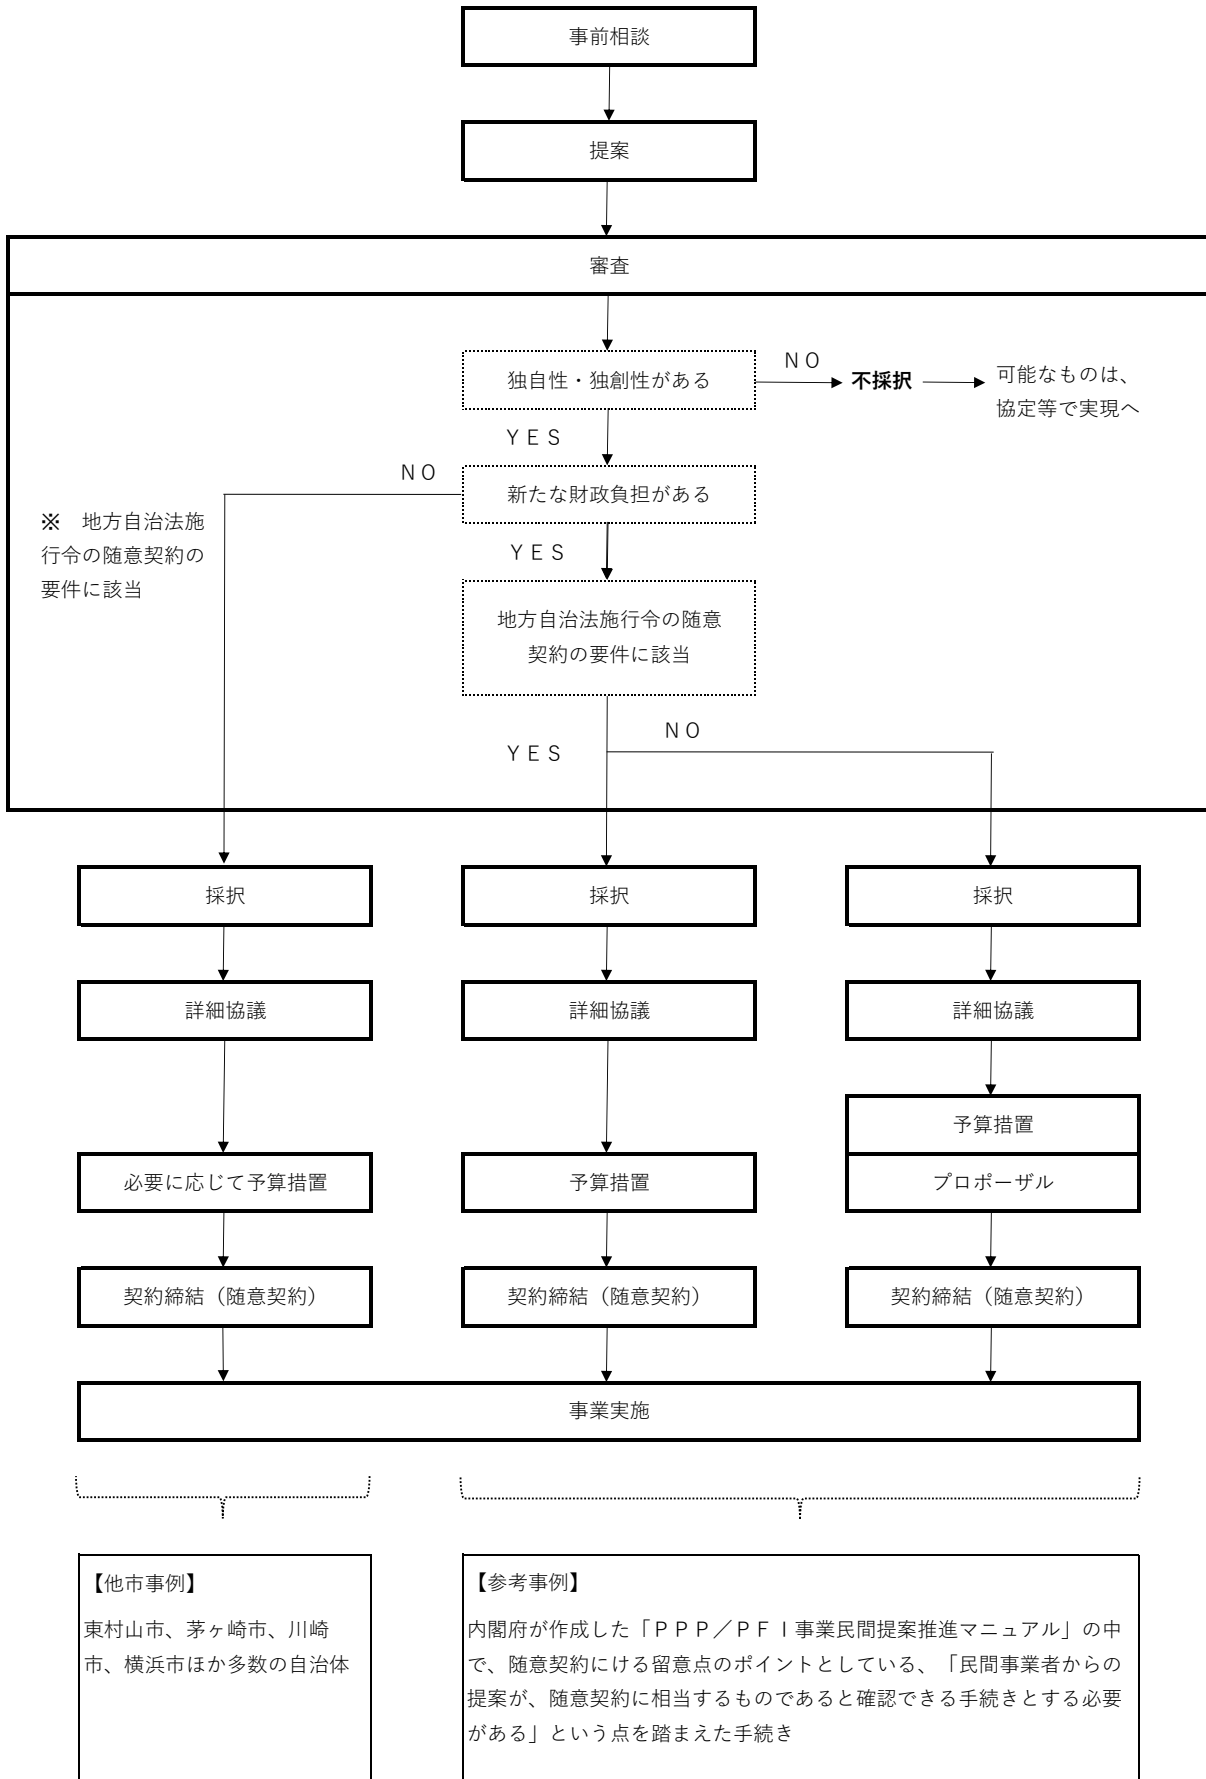 事前相談
提案
審査
独自性・独創性がある
ＮＯ
不採択
可能なものは、
協定等で実現へ
ＹＥＳ
ＮＯ
新たな財政負担がある
※　地方自治法施
行令の随意契約の
要件に該当
ＹＥＳ
地方自治法施行令の随意
契約の要件に該当
ＹＥＳ
ＮＯ
採択
採択
採択
詳細協議
詳細協議
詳細協議
予算措置
必要に応じて予算措置
予算措置
プロポーザル
契約締結（随意契約）
契約締結（随意契約）
契約締結（随意契約）
事業実施
【他市事例】
東村山市、茅ヶ崎市、川崎
市、横浜市ほか多数の自治体
【参考事例】
内閣府が作成した「ＰＰＰ／ＰＦＩ事業民間提案推進マニュアル」の中
で、随意契約にける留意点のポイントとしている、「民間事業者からの
提案が、随意契約に相当するものであると確認できる手続きとする必要
がある」という点を踏まえた手続き